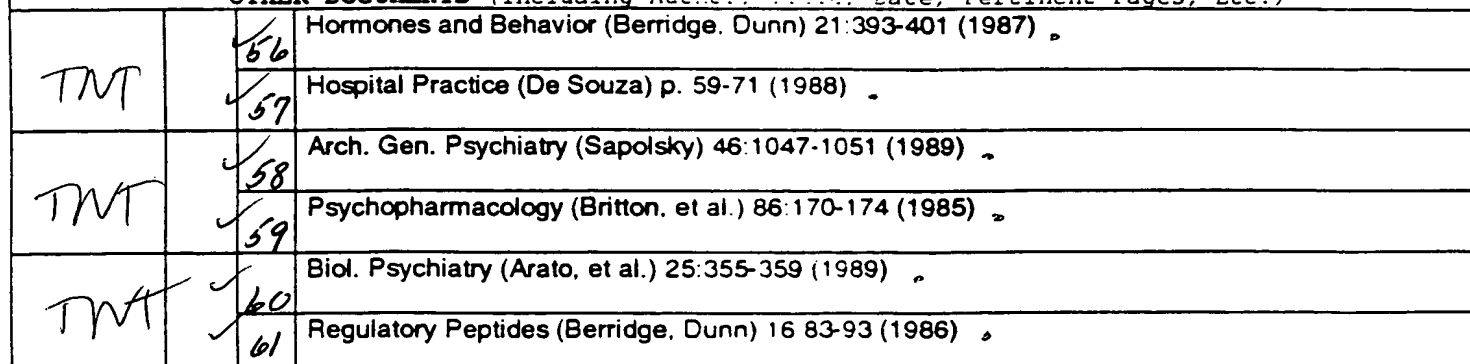 OTHER DOCUMENTS (Including Date, Pertinent Pages, Etc.)
56 Hormones and Behavior (Berridge. Dunn) 21:393-401 (1987)
TNT
57 Hospital Practice (De Souza) p. 59-71 (1988)
58 Arch. Gen. Psychiatry (Sapolsky) 46:1047-1051 (1989)
TNT
59 Psychopharmacology (Britton, et al.) 86:170-174 (1985)
60 Biol. Psychiatry (Arato, et al.) 25:355-359 (1989)
TNT
61 Regulatory Peptides (Berridge, Dunn) 16 83-93 (1986)